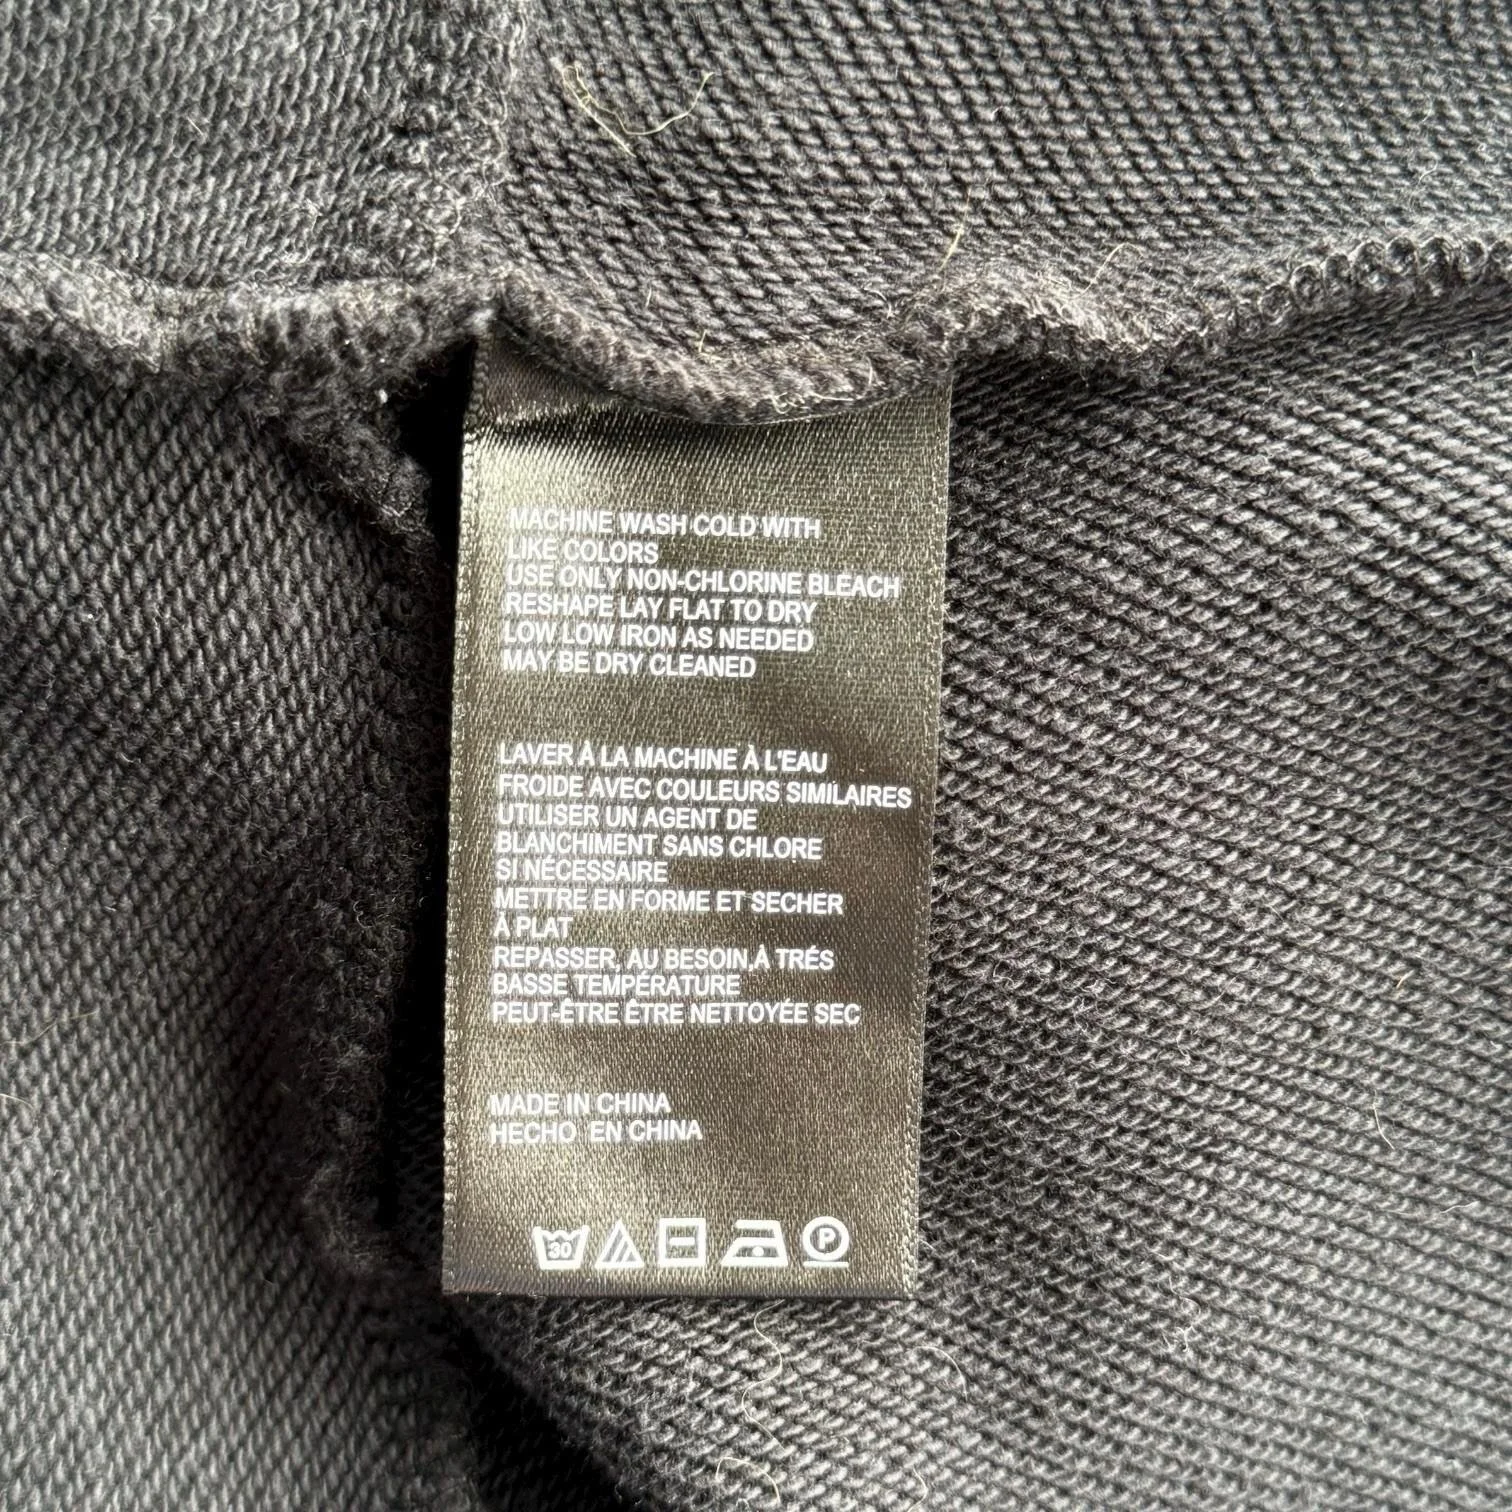 MACHINE WASH COLD WITH
LIKE COLORS
USE ONLY NON-CHLORINE BLEACH
RESHAPE LAY FLAT TO DRY
LOW LOW IRON AS NEEDED
MAY BE DRY CLEANED
LAVER À LA MACHINE À L'EAU
FROIDE AVEC COULEURS SIMILAIRES
UTILISER UN AGENT DE
BLANCHIMENT SANS CHLORE
SI NÉCESSAIRE
METTRE EN FORME ET SECHER
À PLAT
REPASSER, AU BESOIN,À TRÉS
BASSE TEMPÉRATURE
PEUT-ÊTRE ÊTRE NETTOYÉE SEC
MADE IN CHINA
HECHO EN CHINA
30 P